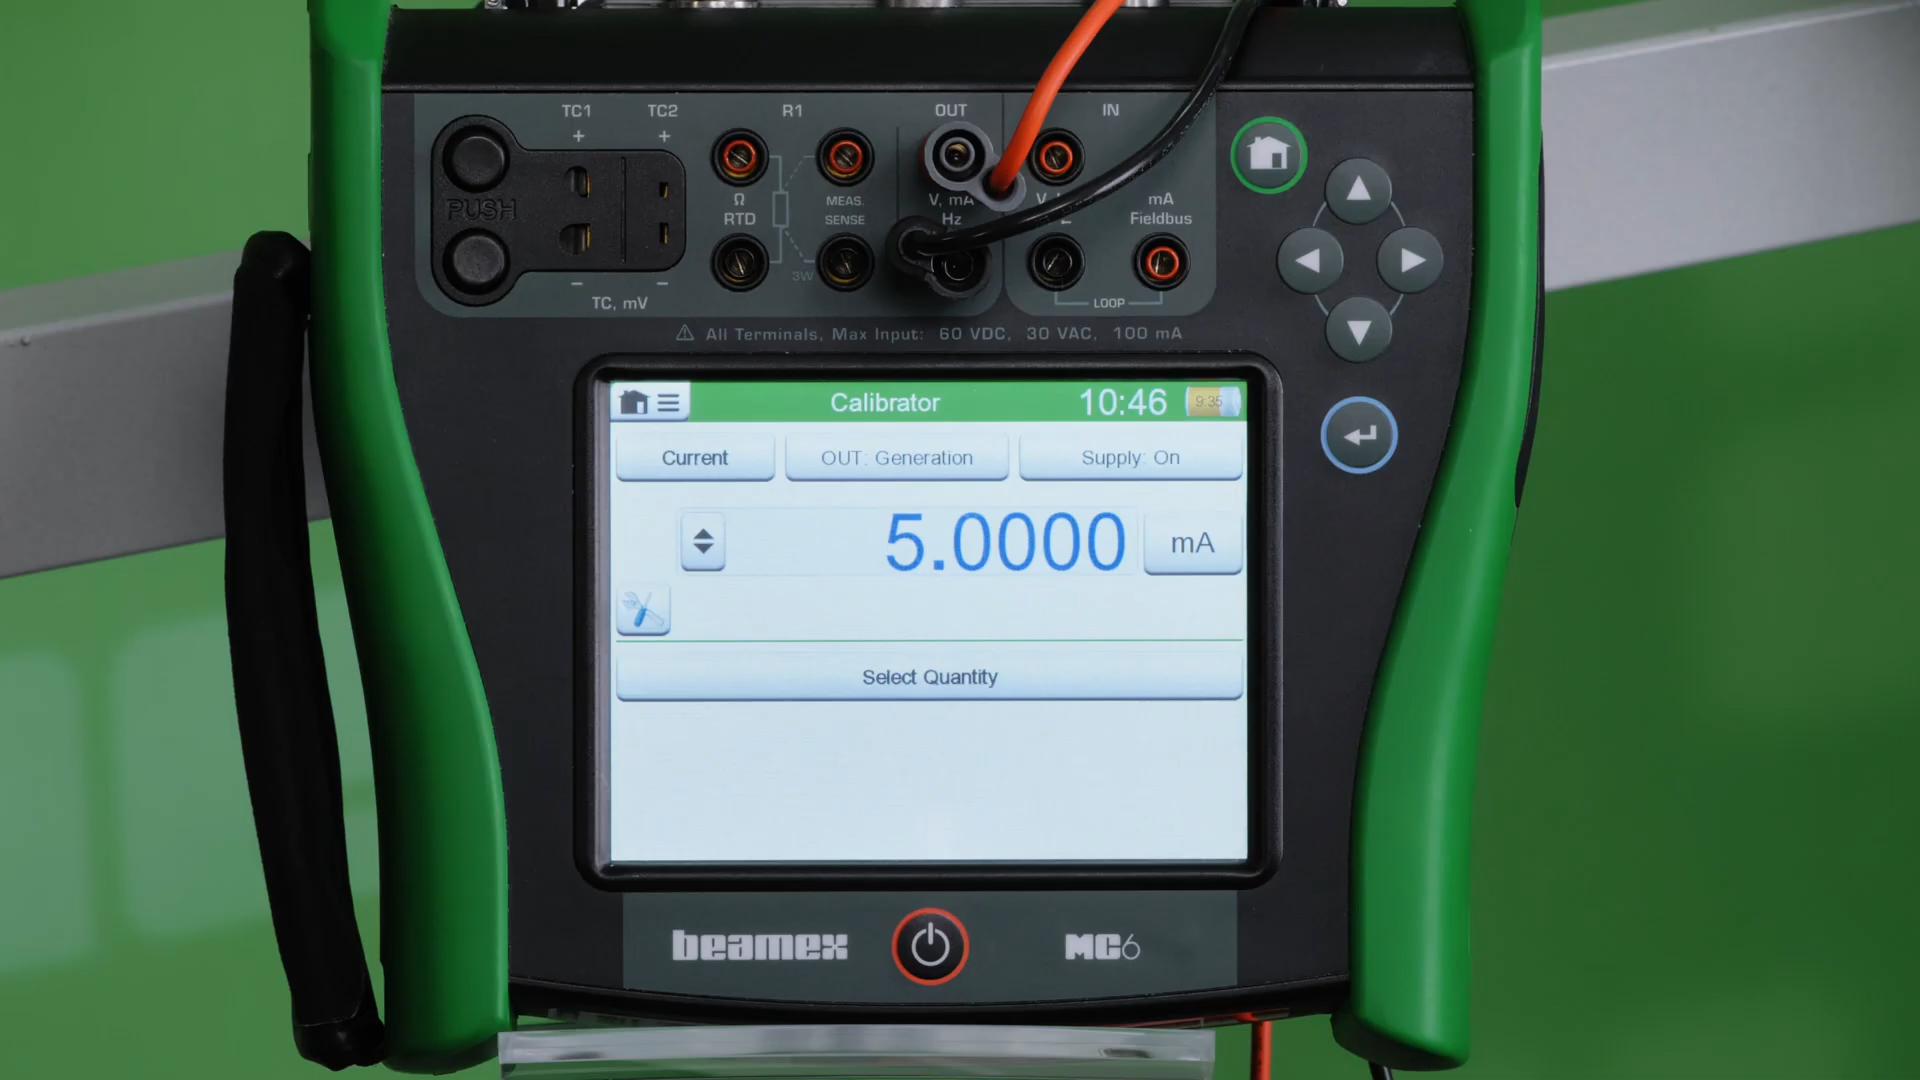 TC1 TC2 R1 OUT IN
+ +
PUSH
Ω
RTD
MEAS.
SENSE
V, mA
Hz
mA
Fieldbus
3W
- -
TC, mV
LOOP
⚠ All Terminals, Max Input: 60 VDC, 30 VAC, 100 mA
Calibrator 10:46 9:35
Current OUT: Generation Supply: On
5.0000 mA
Select Quantity
beamex MC6